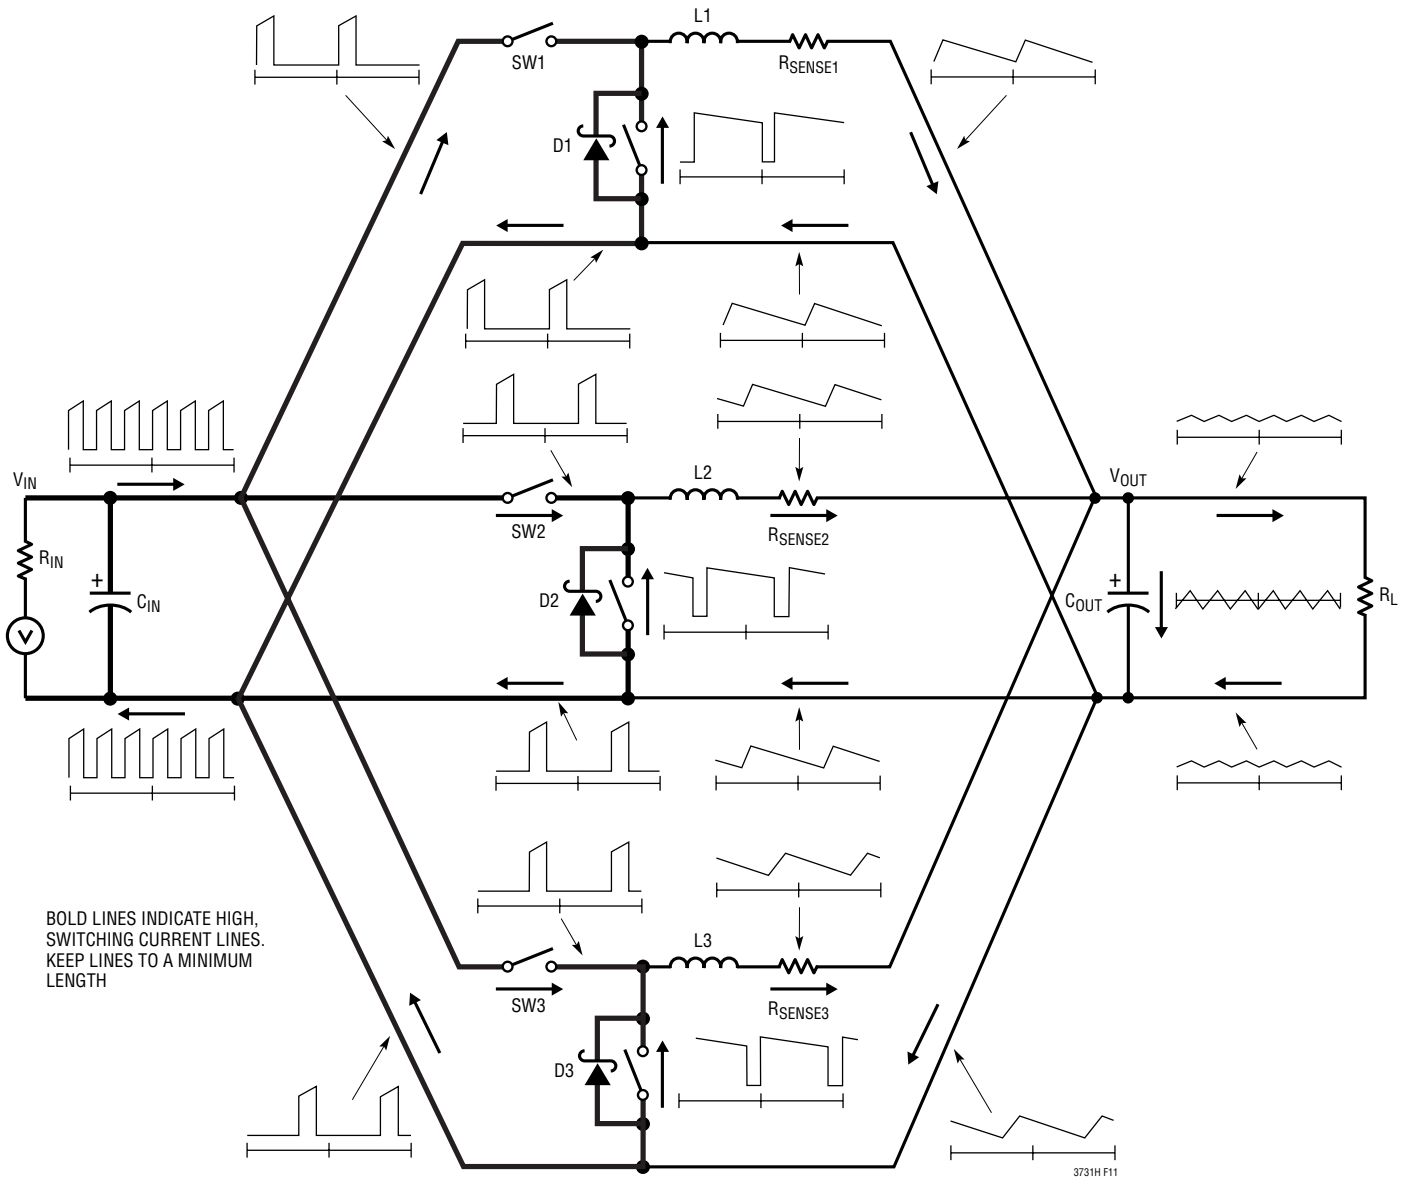 L1
SW1
RSENSE1
D1
VIN
L2
VOUT
SW2
RSENSE2
RIN
+
CIN
D2
+
COUT
RL
V
BOLD LINES INDICATE HIGH,
SWITCHING CURRENT LINES.
KEEP LINES TO A MINIMUM
LENGTH
L3
SW3
RSENSE3
D3
3731H F11